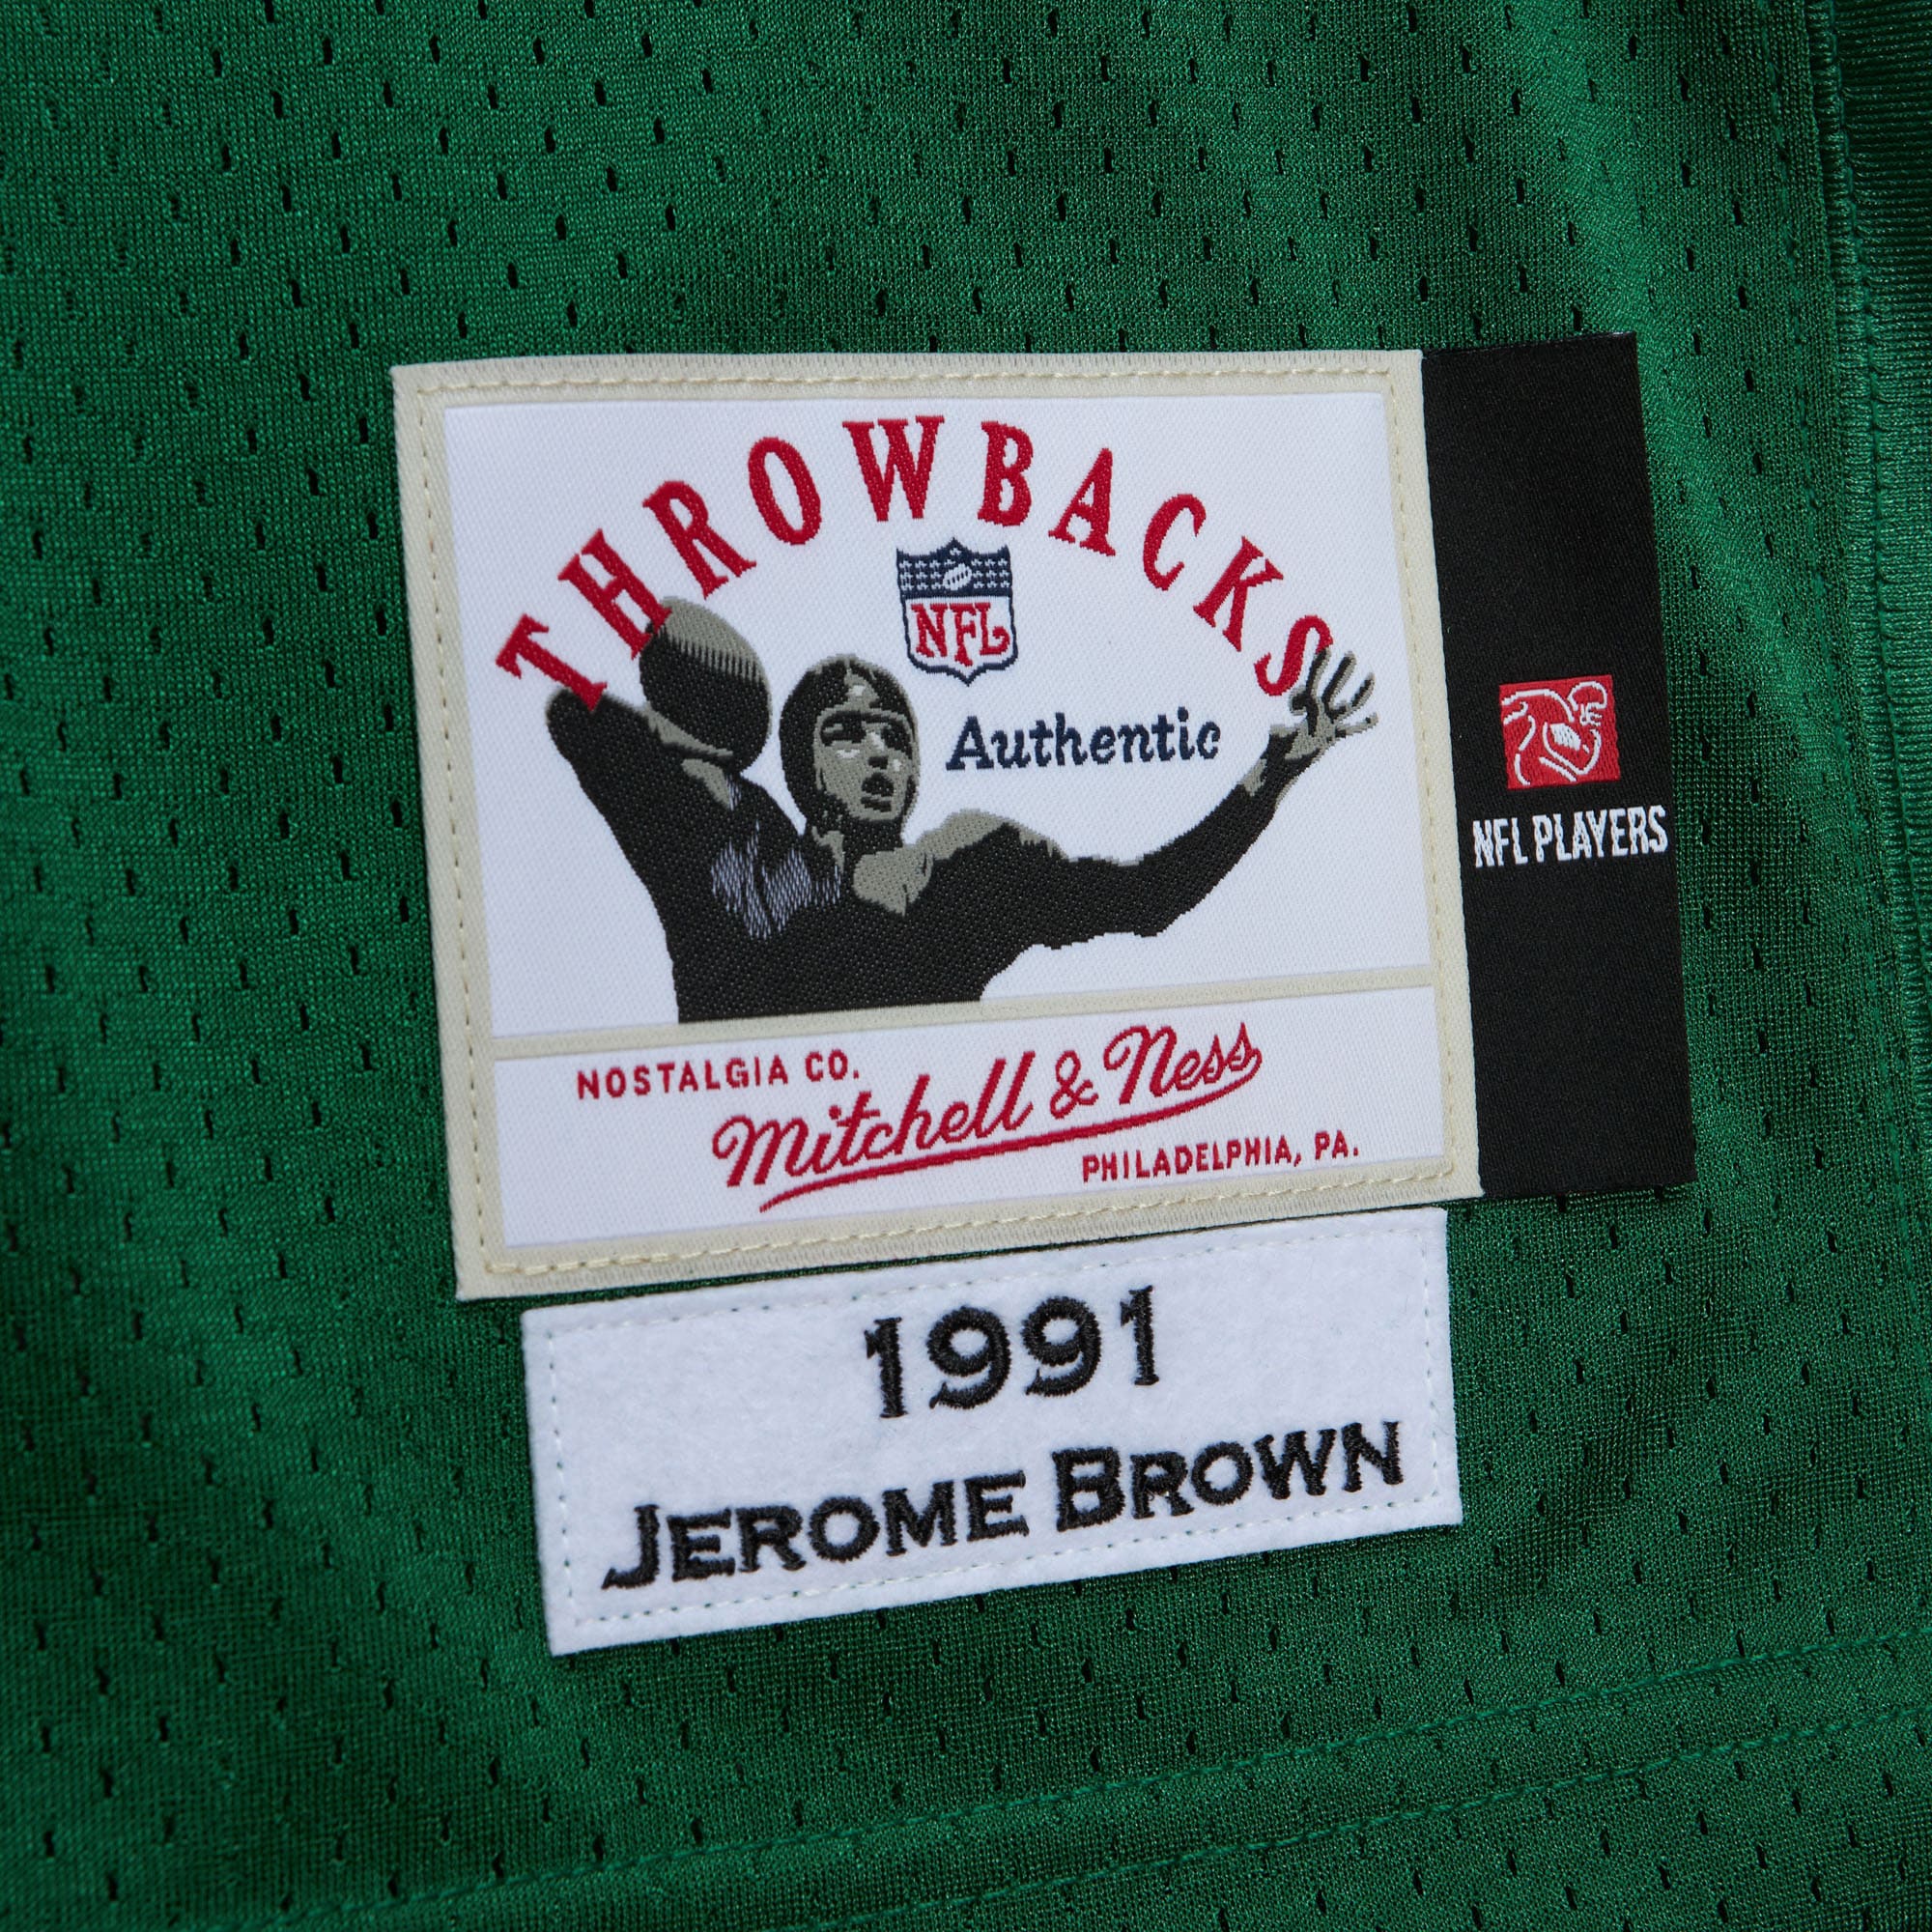 THROWBACKS
NFL
Authentic
NFL PLAYERS
NOSTALGIA CO.
Mitchell & Ness
PHILADELPHIA, PA.
1991
JEROME BROWN